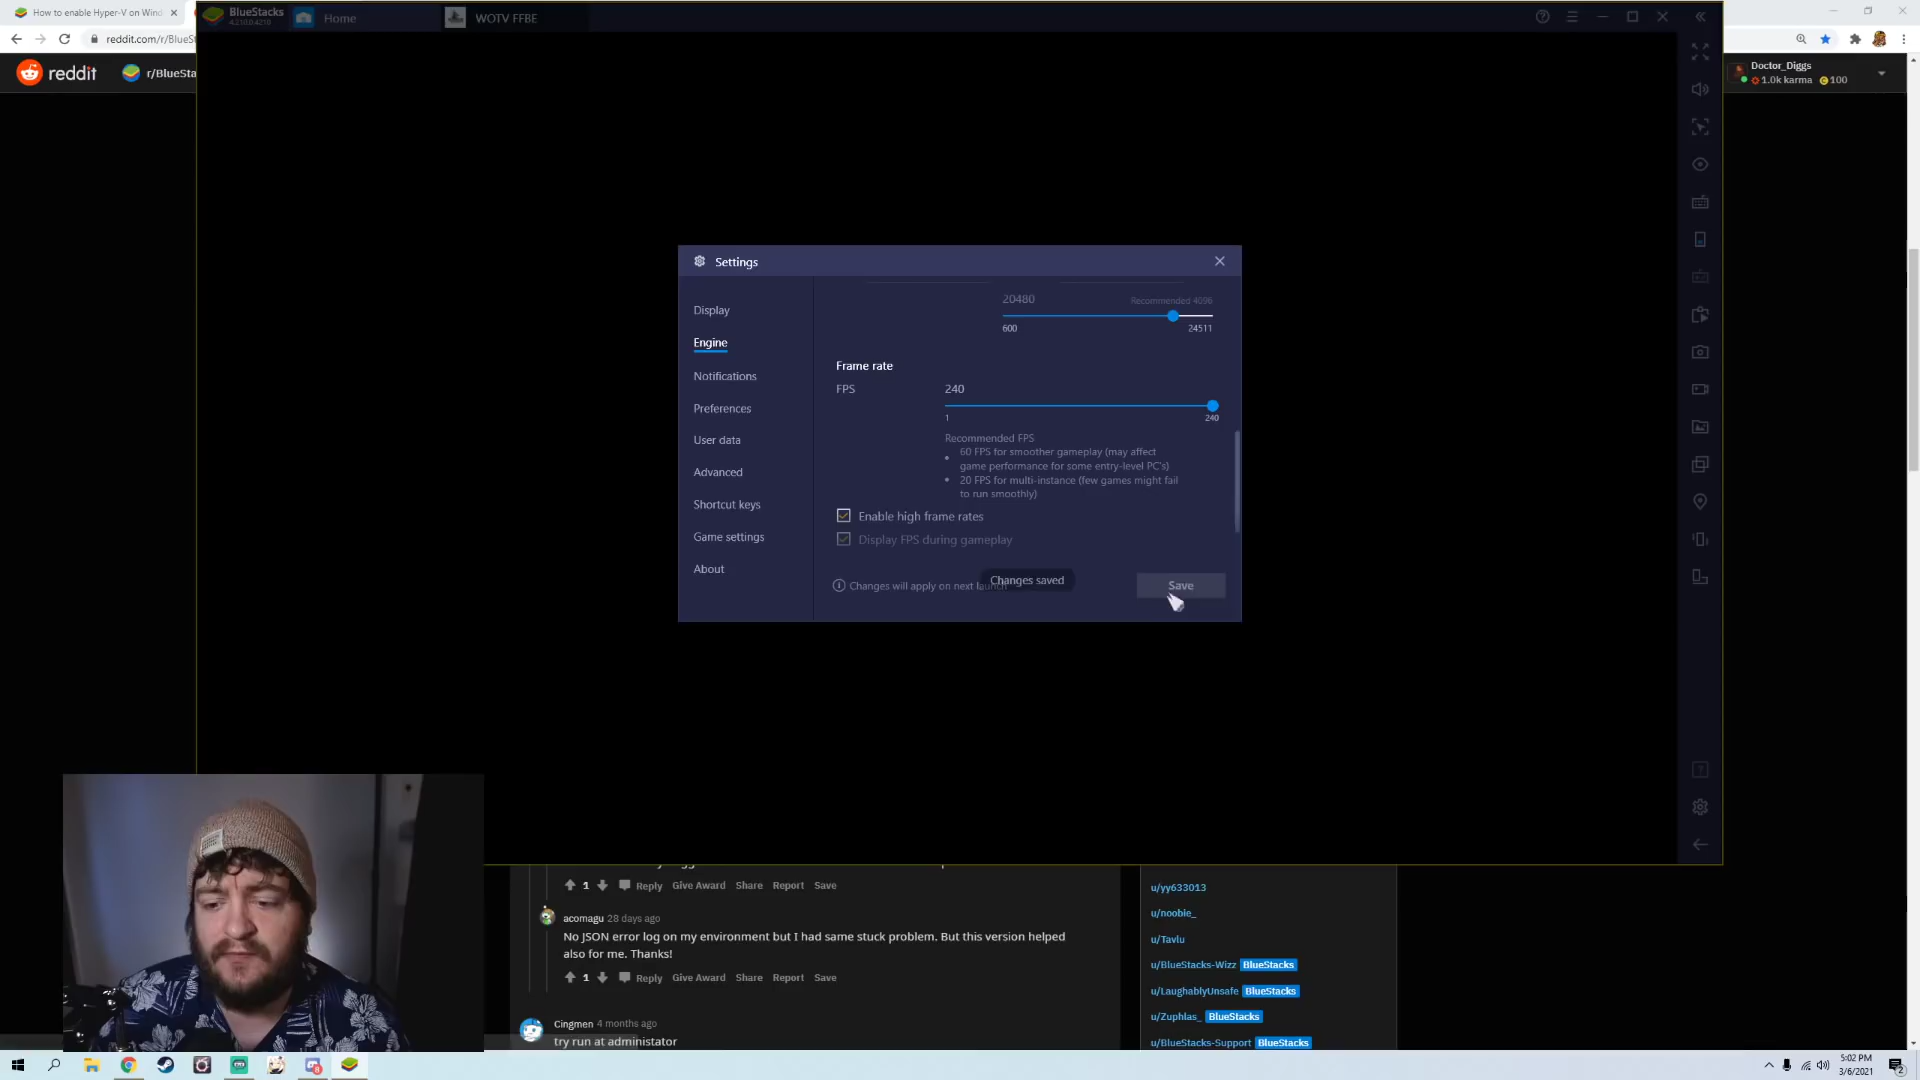 How to enable Hyper-V on Wind
BlueStacks
4.210.0.4210
Home
WOTV FFBE
reddit.com/r/BlueSt
reddit
r/BlueSta
Doctor_Diggs
1.0k karma
100
Settings
Display
Engine
Notifications
Preferences
User data
Advanced
Shortcut keys
Game settings
About
20480
Recommended 4096
600
24511
Frame rate
FPS
240
1
240
Recommended FPS
• 60 FPS for smoother gameplay (may affect
game performance for some entry-level PC's)
• 20 FPS for multi-instance (few games might fail
to run smoothly)
Enable high frame rates
Display FPS during gameplay
Changes will apply on next launch
Changes saved
Save
1 Reply Give Award Share Report Save
acomagu 28 days ago
No JSON error log on my environment but I had same stuck problem. But this version helped
also for me. Thanks!
1 Reply Give Award Share Report Save
Cingmen 4 months ago
try run at administator
u/yy633013
u/noobie_
u/Tavlu
u/BlueStacks-Wizz BlueStacks
u/LaughablyUnsafe BlueStacks
u/Zuphlas_ BlueStacks
u/BlueStacks-Support BlueStacks
8
5:02 PM
3/6/2021
2